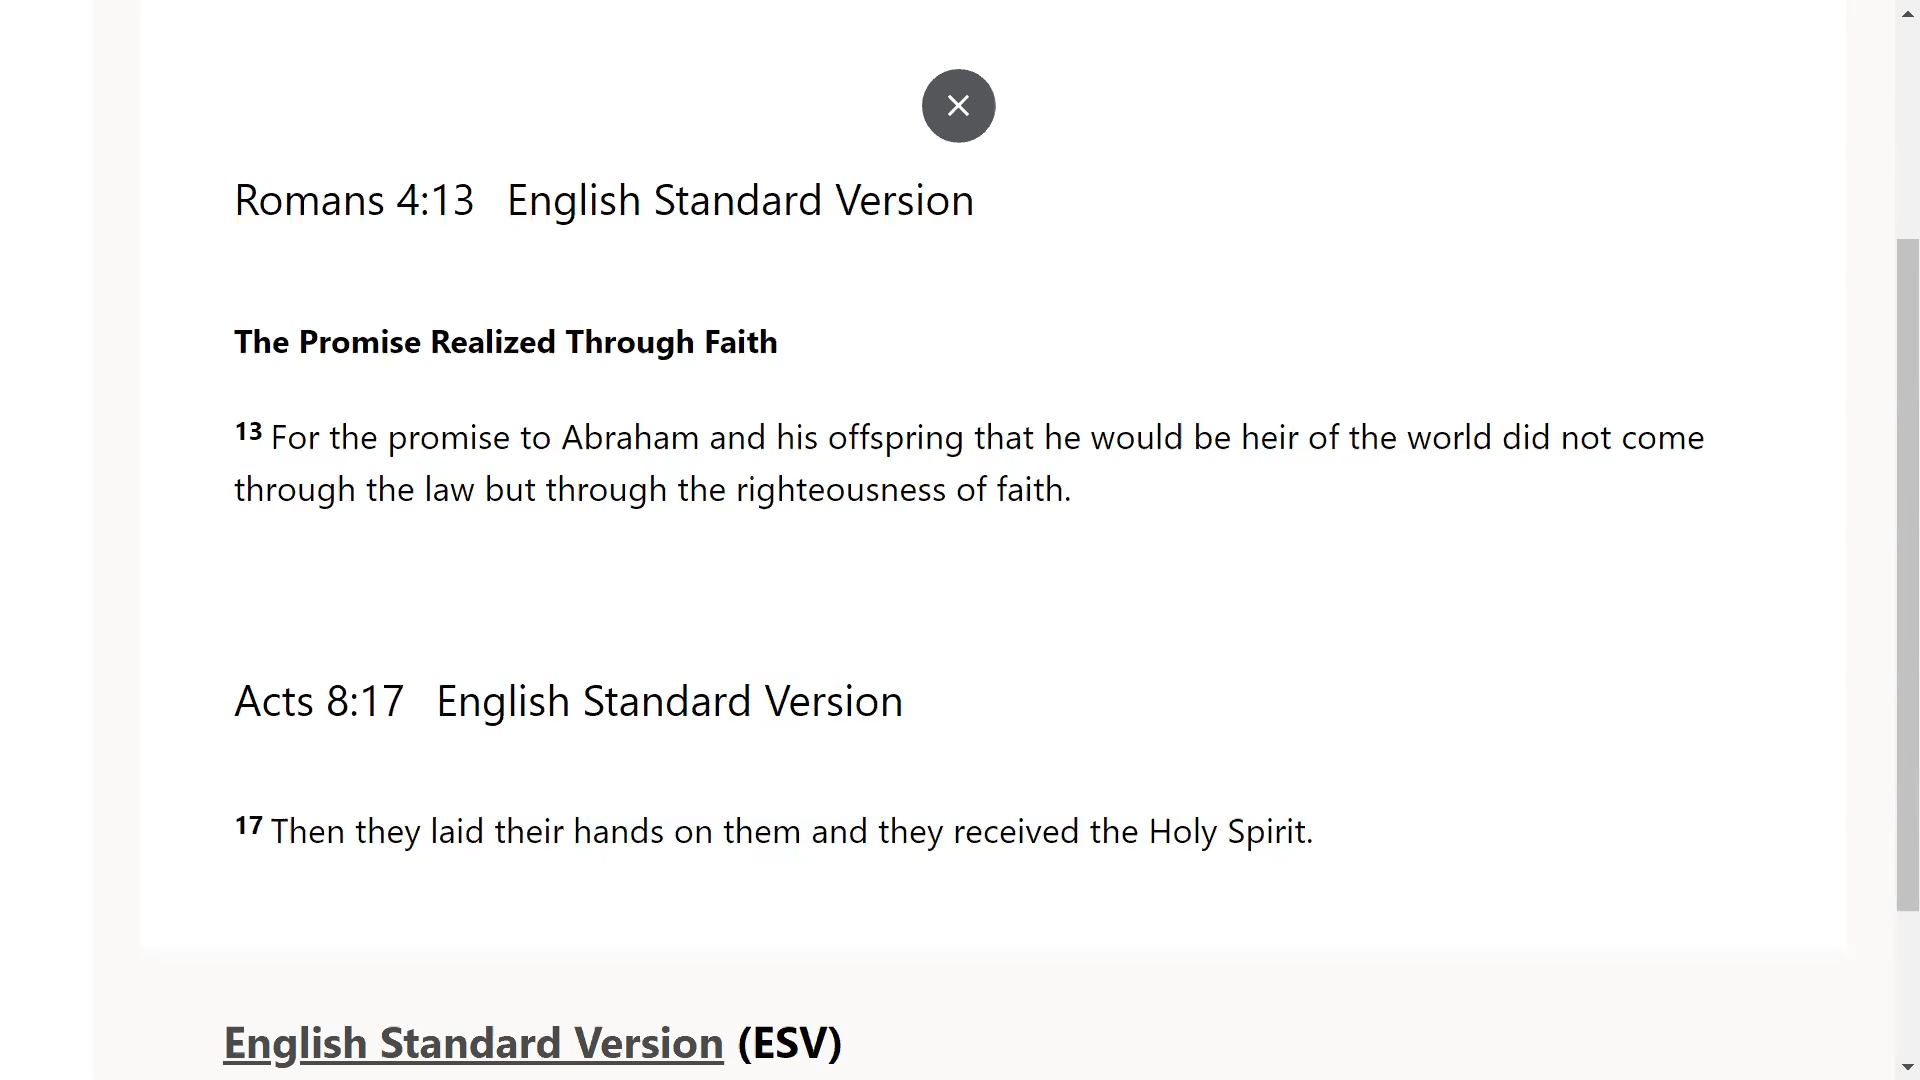 Romans 4:13 English Standard Version
The Promise Realized Through Faith
13 For the promise to Abraham and his offspring that he would be heir of the world did not come
through the law but through the righteousness of faith.
Acts 8:17 English Standard Version
17 Then they laid their hands on them and they received the Holy Spirit.
English Standard Version (ESV)